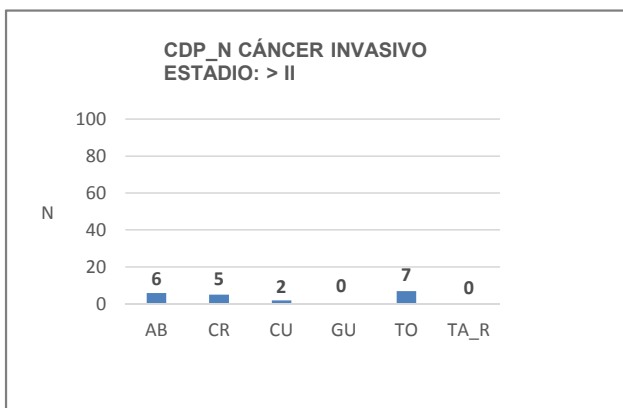 CDP_N CÁNCER INVASIVO
ESTADIO: > II
100
80
60
40
20
0
N
6 5 2 0 7 0
AB CR CU GU TO TA_R